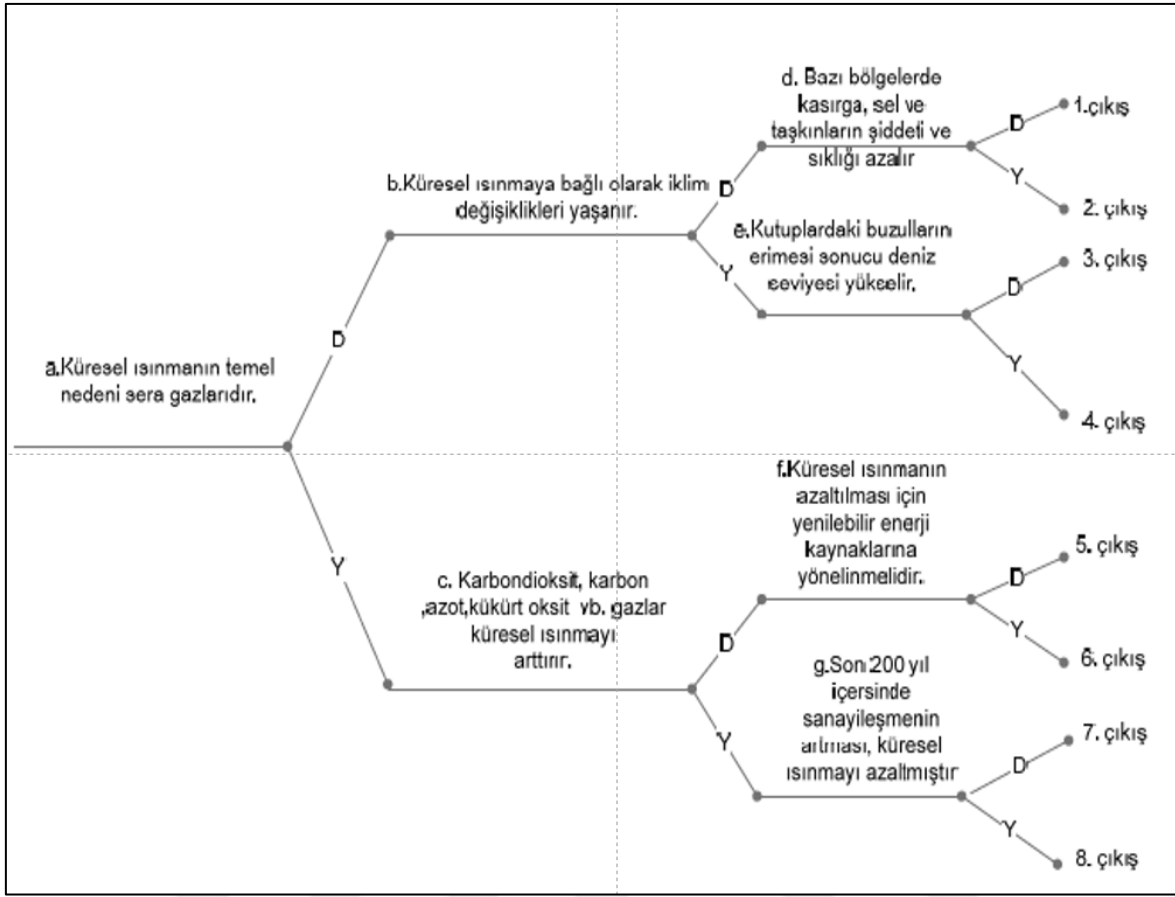 a.Küresel ısınmanın temel
nedeni sera gazlarıdır.
D
Y
b.Küresel ısınmaya bağlı olarak iklim
değişiklikleri yaşanır.
D
Y
d. Bazı bölgelerde
kasırga, sel ve
taşkınların şiddeti ve
sıklığı azalır
D
1.çıkış
Y
2. çıkış
e.Kutuplardaki buzulların
erimesi sonucu deniz
seviyesi yükselir.
D
3. çıkış
Y
4. çıkış
c. Karbondioksit, karbon
,azot,kükürt oksit vb. gazlar
küresel ısınmayı
arttırır.
D
Y
f.Küresel ısınmanın
azaltılması için
yenilebilir enerji
kaynaklarına
yönelinmelidir.
D
5. çıkış
Y
6. çıkış
g.Son 200 yıl
içersinde
sanayileşmenin
artması, küresel
ısınmayı azaltmıştır
D
7. çıkış
Y
8. çıkış